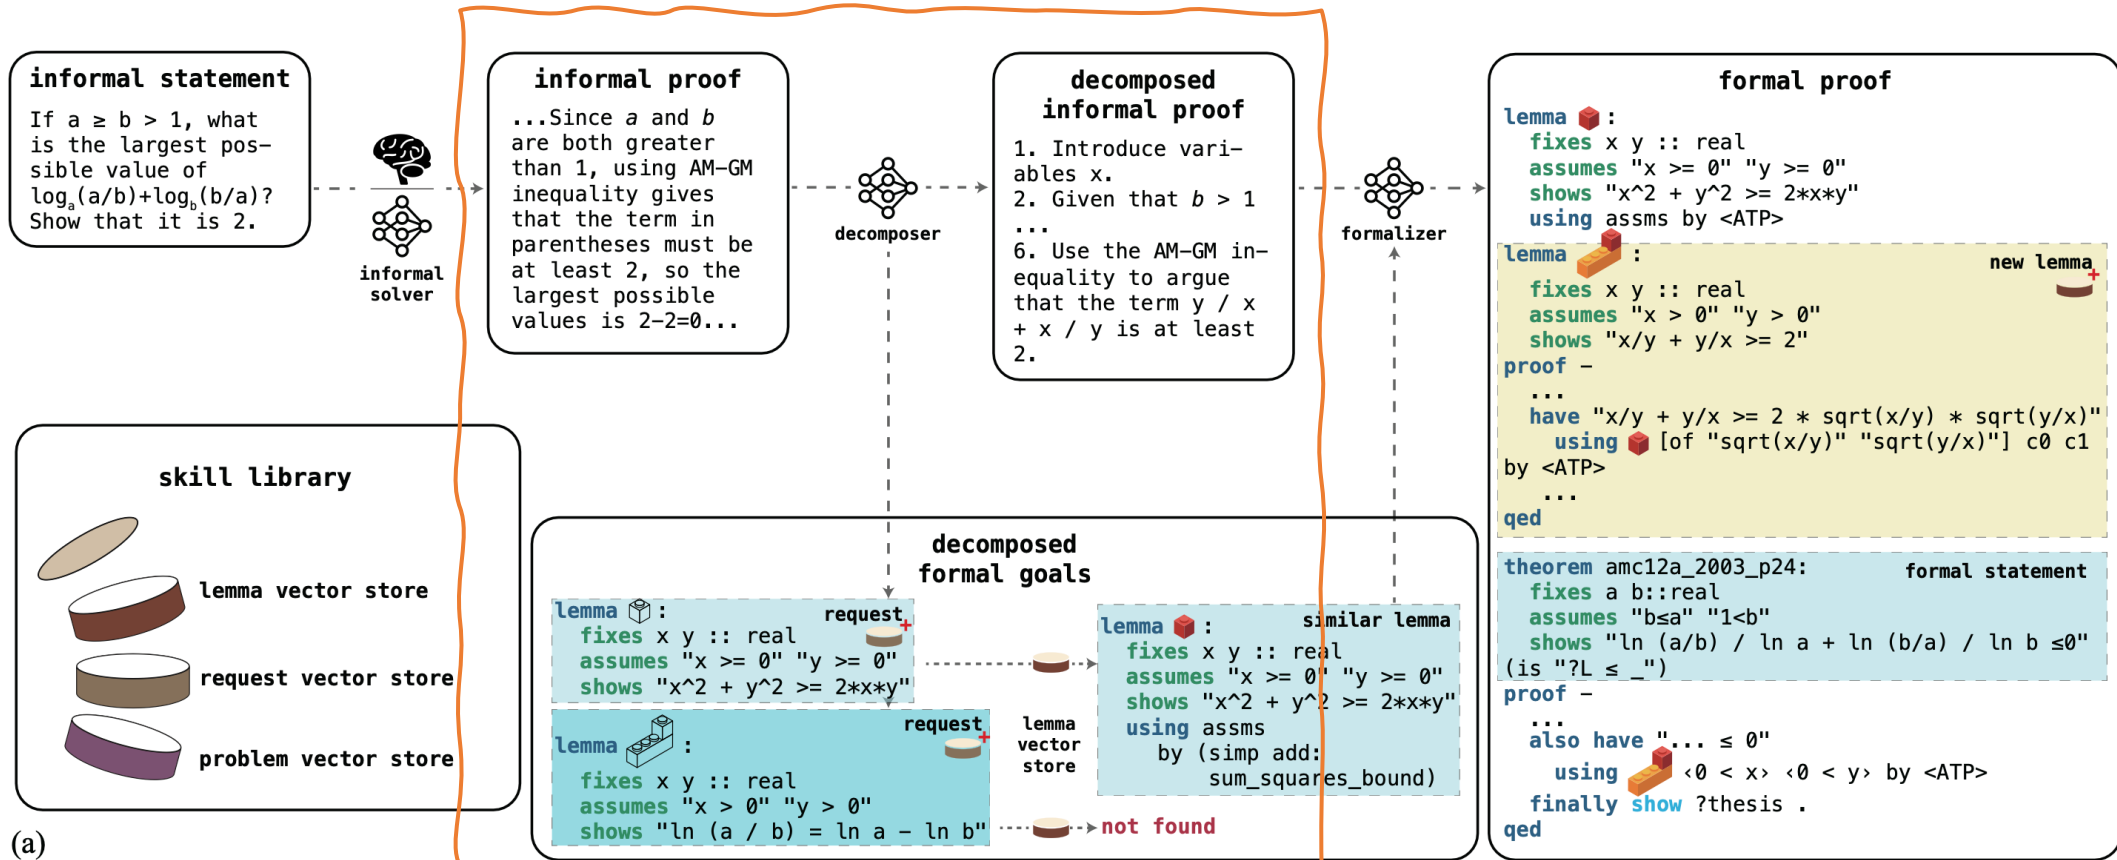 informal statement
If a ≥ b > 1, what
is the largest pos–
sible value of
logₐ(a/b)+log_b(b/a)?
Show that it is 2.
informal
solver
informal proof
...Since a and b
are both greater
than 1, using AM–GM
inequality gives
that the term in
parentheses must be
at least 2, so the
largest possible
values is 2–2=0...
decomposer
decomposed
informal proof
1. Introduce vari–
ables x.
2. Given that b > 1
...
6. Use the AM–GM in–
equality to argue
that the term y / x
+ x / y is at least
2.
formalizer
skill library
lemma vector store
request vector store
problem vector store
(a)
decomposed
formal goals
lemma :
request
fixes x y :: real
assumes "x >= 0" "y >= 0"
shows "x^2 + y^2 >= 2*x*y"
lemma :
request
fixes x y :: real
assumes "x > 0" "y > 0"
shows "ln (a / b) = ln a – ln b"
lemma
vector
store
lemma :
similar lemma
fixes x y :: real
assumes "x >= 0" "y >= 0"
shows "x^2 + y^2 >= 2*x*y"
using assms
by (simp add:
sum_squares_bound)
not found
formal proof
lemma :
fixes x y :: real
assumes "x >= 0" "y >= 0"
shows "x^2 + y^2 >= 2*x*y"
using assms by <ATP>
lemma :
new lemma
fixes x y :: real
assumes "x > 0" "y > 0"
shows "x/y + y/x >= 2"
proof –
...
have "x/y + y/x >= 2 * sqrt(x/y) * sqrt(y/x)"
using [of "sqrt(x/y)" "sqrt(y/x)"] c0 c1
by <ATP>
...
qed
theorem amc12a_2003_p24:
formal statement
fixes a b::real
assumes "b≤a" "1<b"
shows "ln (a/b) / ln a + ln (b/a) / ln b ≤0"
(is "?L ≤ _")
proof –
...
also have "... ≤ 0"
using ‹0 < x› ‹0 < y› by <ATP>
finally show ?thesis .
qed